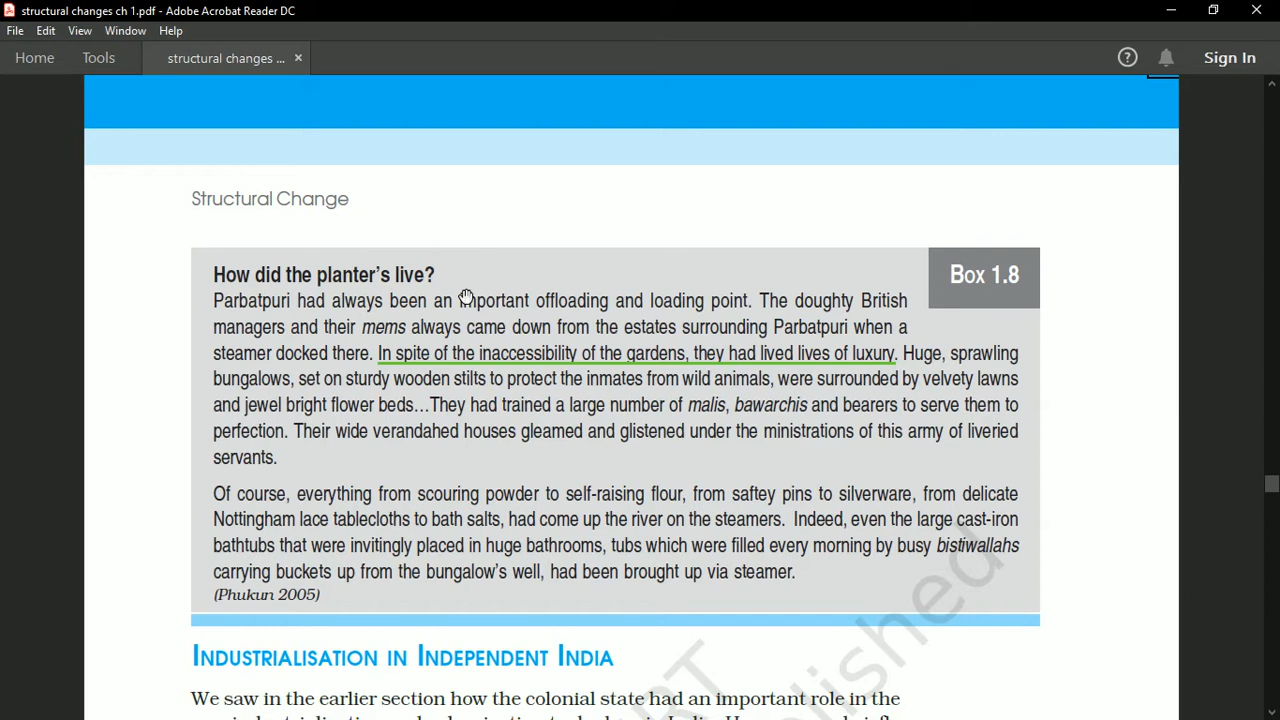 structural changes ch 1.pdf - Adobe Acrobat Reader DC
File Edit View Window Help
Home Tools structural changes ... × ? Sign In
Structural Change
How did the planter's live? BOX 1.8
Parbatpuri had always been an important offloading and loading point. The doughty British
managers and their mems always came down from the estates surrounding Parbatpuri when a
steamer docked there. In spite of the inaccessibility of the gardens, they had lived lives of luxury. Huge, sprawling
bungalows, set on sturdy wooden stilts to protect the inmates from wild animals, were surrounded by velvety lawns
and jewel bright flower beds…They had trained a large number of malis, bawarchis and bearers to serve them to
perfection. Their wide verandahed houses gleamed and glistened under the ministrations of this army of liveried
servants.
Of course, everything from scouring powder to self-raising flour, from saftey pins to silverware, from delicate
Nottingham lace tablecloths to bath salts, had come up the river on the steamers. Indeed, even the large cast-iron
bathtubs that were invitingly placed in huge bathrooms, tubs which were filled every morning by busy bistiwallahs
carrying buckets up from the bungalow's well, had been brought up via steamer.
(Phukun 2005)
INDUSTRIALISATION IN INDEPENDENT INDIA
We saw in the earlier section how the colonial state had an important role in the